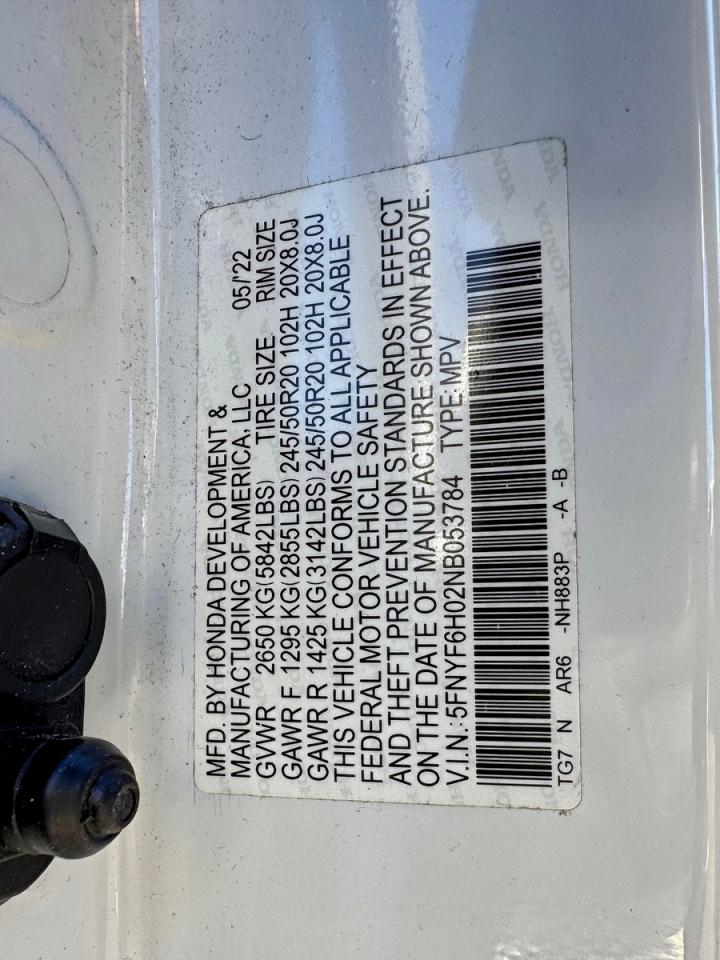 MFD. BY HONDA DEVELOPMENT &
MANUFACTURING OF AMERICA, LLC 05/'22
GVWR 2650 KG(5842LBS) TIRE SIZE RIM SIZE
GAWR F 1295 KG(2855LBS) 245/50R20 102H 20X8.0J
GAWR R 1425 KG(3142LBS) 245/50R20 102H 20X8.0J
THIS VEHICLE CONFORMS TO ALL APPLICABLE
FEDERAL MOTOR VEHICLE SAFETY
AND THEFT PREVENTION STANDARDS IN EFFECT
ON THE DATE OF MANUFACTURE SHOWN ABOVE.
V.I.N.: 5FNYF6H02NB053784 TYPE: MPV
TG7 N AR6 -NH883P -A -B